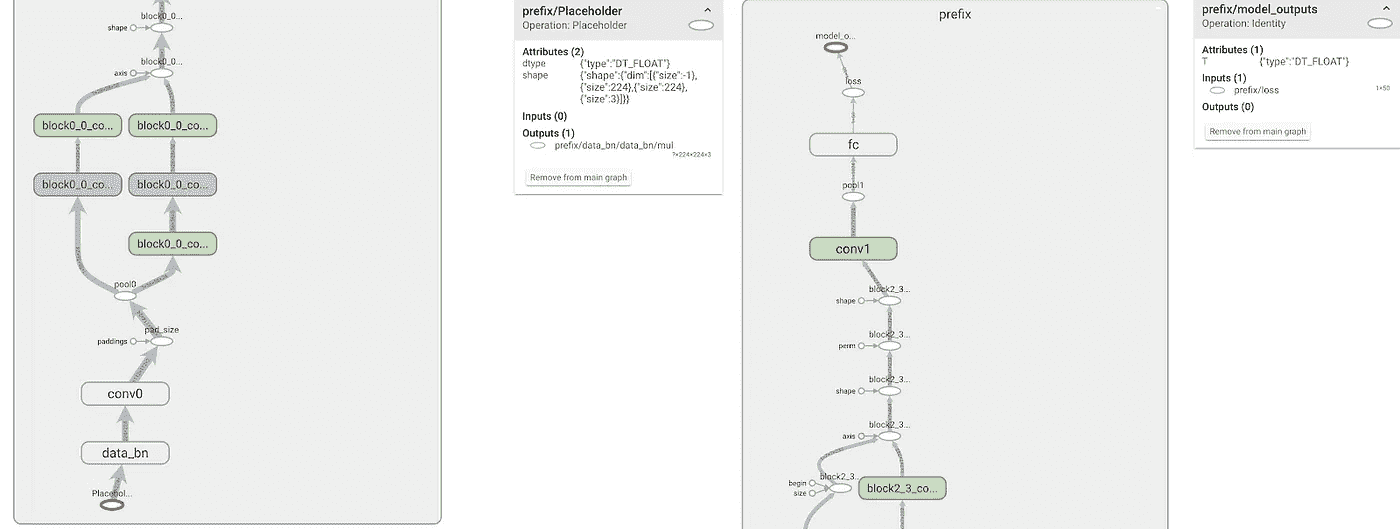 block0_0...
shape
block0_0...
axis
block0_0_co...
block0_0_co...
block0_0_co...
block0_0_co...
block0_0_co...
pool0
pad_size
paddings
conv0
data_bn
Placehol...
prefix/Placeholder
Operation: Placeholder
Attributes (2)
dtype {"type":"DT_FLOAT"}
shape {"shape":{"dim":[{"size":-1},
{"size":224},{"size":224},
{"size":3}]}}
Inputs (0)
Outputs (1)
prefix/data_bn/data_bn/mul
?×224×224×3
Remove from main graph
prefix
model_o...
loss
fc
pool1
conv1
block2_3...
shape
block2_3...
perm
block2_3...
shape
block2_3...
axis
block2_3...
begin
size
block2_3_co...
prefix/model_outputs
Operation: Identity
Attributes (1)
T {"type":"DT_FLOAT"}
Inputs (1)
prefix/loss 1×50
Outputs (0)
Remove from main graph